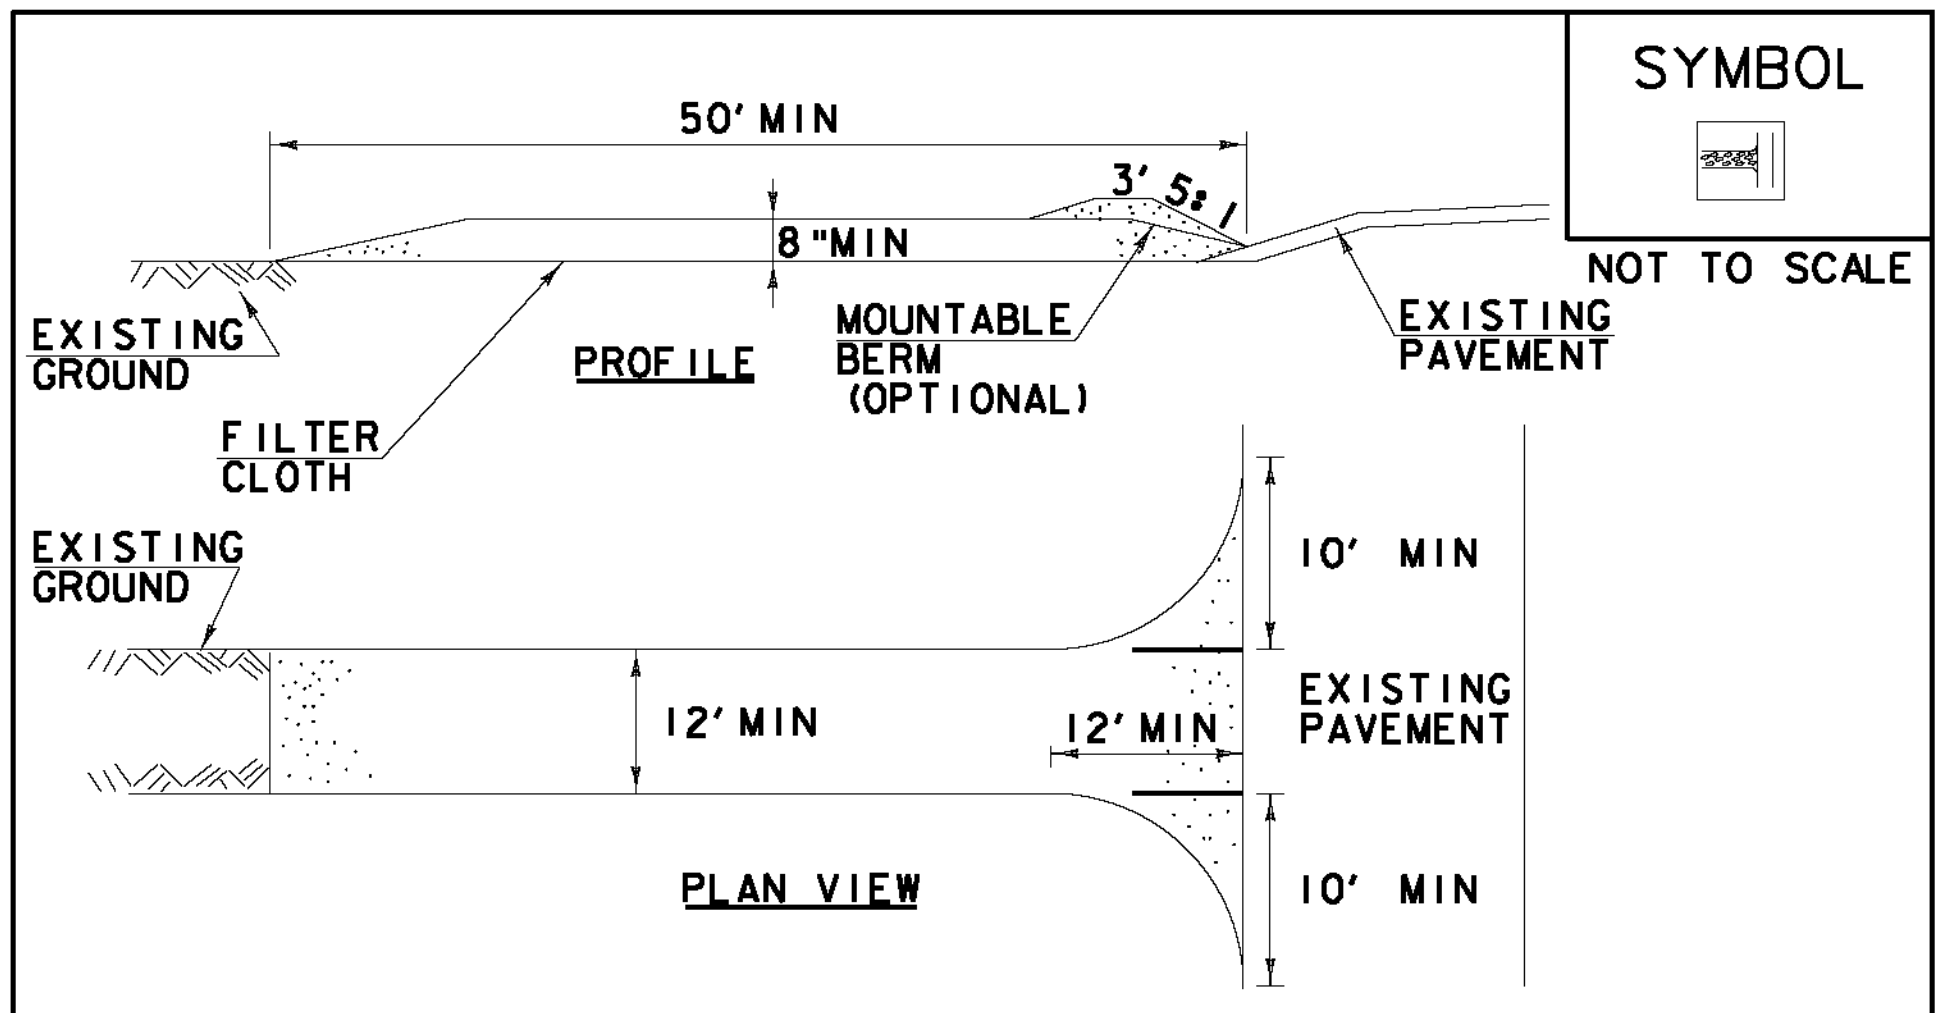 SYMBOL
50' MIN
3' 5:1
8"MIN
NOT TO SCALE
EXISTING
GROUND
MOUNTABLE
BERM
(OPTIONAL)
EXISTING
PAVEMENT
PROFILE
FILTER
CLOTH
EXISTING
GROUND
10' MIN
12' MIN
12' MIN
EXISTING
PAVEMENT
10' MIN
PLAN VIEW